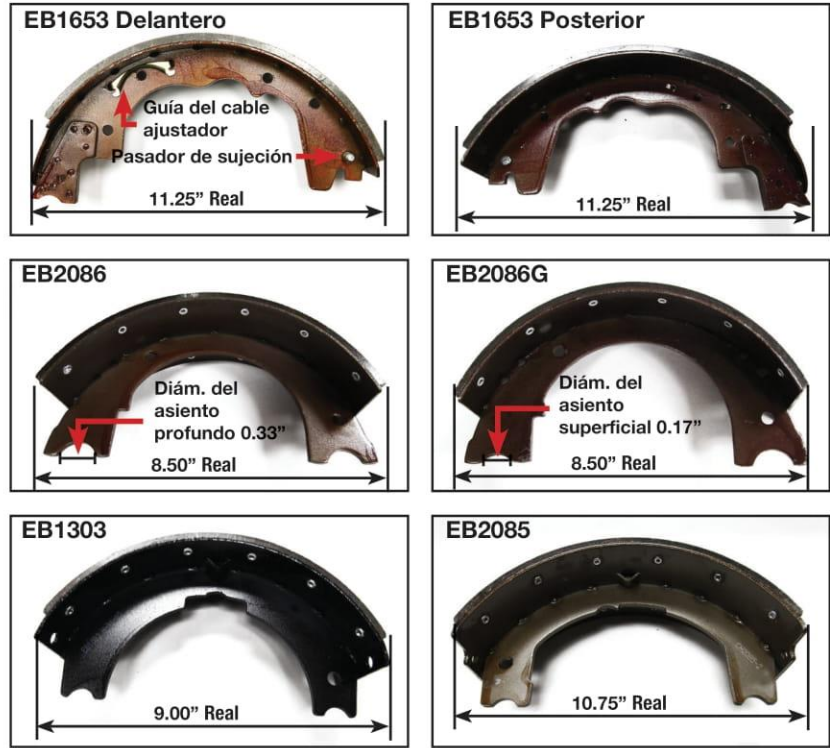 EB1653 Delantero
Guía del cable
ajustador
Pasador de sujeción
11.25” Real
EB1653 Posterior
11.25” Real
EB2086
Diám. del
asiento
profundo 0.33”
8.50” Real
EB2086G
Diám. del
asiento
superficial 0.17”
8.50” Real
EB1303
9.00” Real
EB2085
10.75” Real